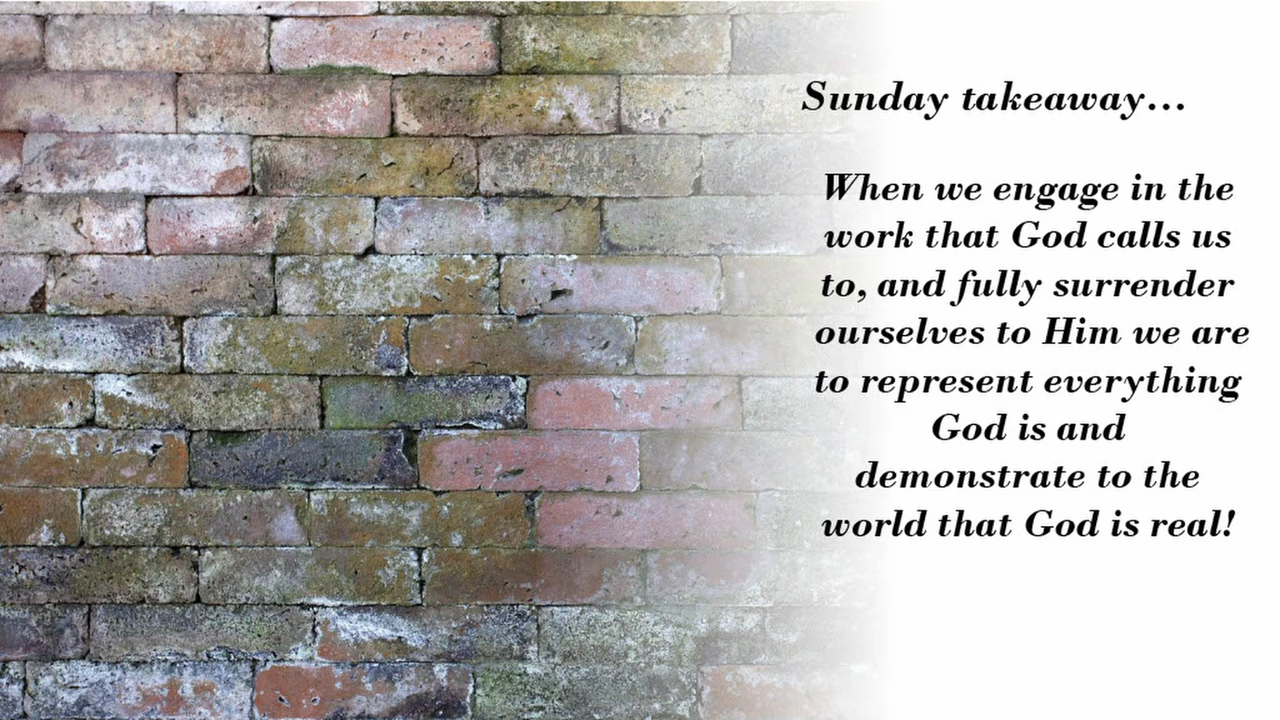 Sunday takeaway...
When we engage in the
work that God calls us
to, and fully surrender
ourselves to Him we are
to represent everything
God is and
demonstrate to the
world that God is real!